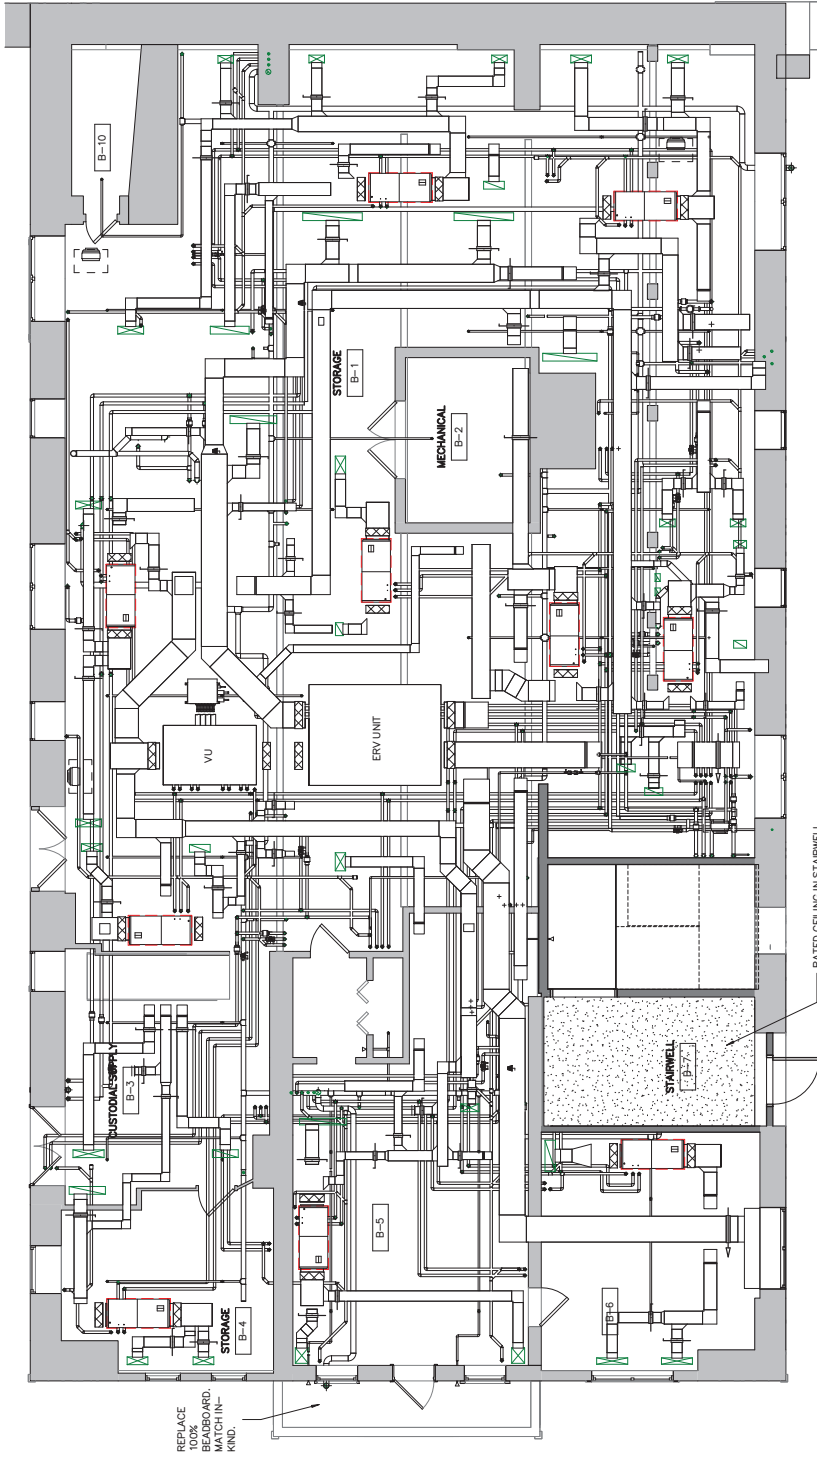 B-10
STORAGE
B-1
MECHANICAL
B-2
VU
ERV UNIT
CUSTODIAL SUPPLY
B-3
STAIRWELL
B-7
RATED CEILING IN STAIRWELL
B-5
B-6
STORAGE
B-4
REPLACE
100%
BEADBOARD.
MATCH IN-
KIND.